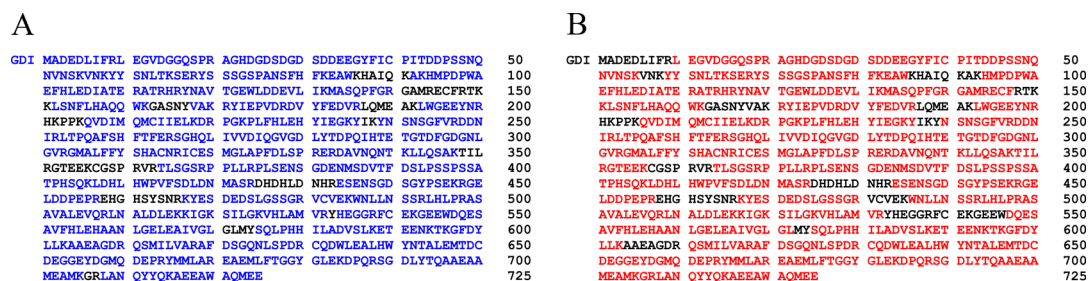 A
GDI MADEDLIFRL EGVDGGQSPR AGHDGDSDGD SDDEEGYFIC PITDDPSSNQ 50
NVNSKVNKYY SNLTKSERYS SSGSPANSFH FKEAWKHAIQ KAKHMPDPWA 100
EFHLEDIATE RATRHRYNAV TGEWLDDEVL IKMASQPFGR GAMRECFRTK 150
KLSNFLHAQQ WKGASNYVAK RYIEPVDRDV YFEDVRLQME AKLWGEEYNR 200
HKPPKQVDIM QMCIIELKDR PGKPLFHLEH YIEGKYIKYN SNSGFVRDDN 250
IRLTPQAFSH FTFERSGHQL IVVDIQGVGD LYTDPQIHTE TGTDFGDGNL 300
GVRGMALFFY SHACNRICES MGLAPFDLSP RERDAVNQNT KLLQSAKTIL 350
RGTEEKCGSP RVRTLSGSRP PLLRPLSENS GDENMSDVTF DSLPSSPSSA 400
TPHSQKLDHL HWPVFSDLDN MASRDHDHLD NHRESENSGD SGYPSEKRGE 450
LDDPEPREHG HSYSNRKYES DEDSLGSSGR VCVEKWNLLN SSRLHLPRAS 500
AVALEVQRLN ALDLEKKIGK SILGKVHLAM VRYHEGGRFC EKGEEWDQES 550
AVFHLEHAAN LGELEAIVGL GLMYSQLPHH ILADVSLKET EENKTKGFDY 600
LLKAAEAGDR QSMILVARAF DSGQNLSPDR CQDWLEALHW YNTALEMTDC 650
DEGGEYDGMQ DEPRYMMLAR EAEMLFTGGY GLEKDPQRSG DLYTQAAEAA 700
MEAMKGRLAN QYYQKAEEAW AQMEE 725
B
GDI MADEDLIFRL EGVDGGQSPR AGHDGDSDGD SDDEEGYFIC PITDDPSSNQ 50
NVNSKVNKYY SNLTKSERYS SSGSPANSFH FKEAWKHAIQ KAKHMPDPWA 100
EFHLEDIATE RATRHRYNAV TGEWLDDEVL IKMASQPFGR GAMRECFRTK 150
KLSNFLHAQQ WKGASNYVAK RYIEPVDRDV YFEDVRLQME AKLWGEEYNR 200
HKPPKQVDIM QMCIIELKDR PGKPLFHLEH YIEGKYIKYN SNSGFVRDDN 250
IRLTPQAFSH FTFERSGHQL IVVDIQGVGD LYTDPQIHTE TGTDFGDGNL 300
GVRGMALFFY SHACNRICES MGLAPFDLSP RERDAVNQNT KLLQSAKTIL 350
RGTEEKCGSP RVRTLSGSRP PLLRPLSENS GDENMSDVTF DSLPSSPSSA 400
TPHSQKLDHL HWPVFSDLDN MASRDHDHLD NHRESENSGD SGYPSEKRGE 450
LDDPEPREHG HSYSNRKYES DEDSLGSSGR VCVEKWNLLN SSRLHLPRAS 500
AVALEVQRLN ALDLEKKIGK SILGKVHLAM VRYHEGGRFC EKGEEWDQES 550
AVFHLEHAAN LGELEAIVGL GLMYSQLPHH ILADVSLKET EENKTKGFDY 600
LLKAAEAGDR QSMILVARAF DSGQNLSPDR CQDWLEALHW YNTALEMTDC 650
DEGGEYDGMQ DEPRYMMLAR EAEMLFTGGY GLEKDPQRSG DLYTQAAEAA 700
MEAMKGRLAN QYYQKAEEAW AQMEE 725